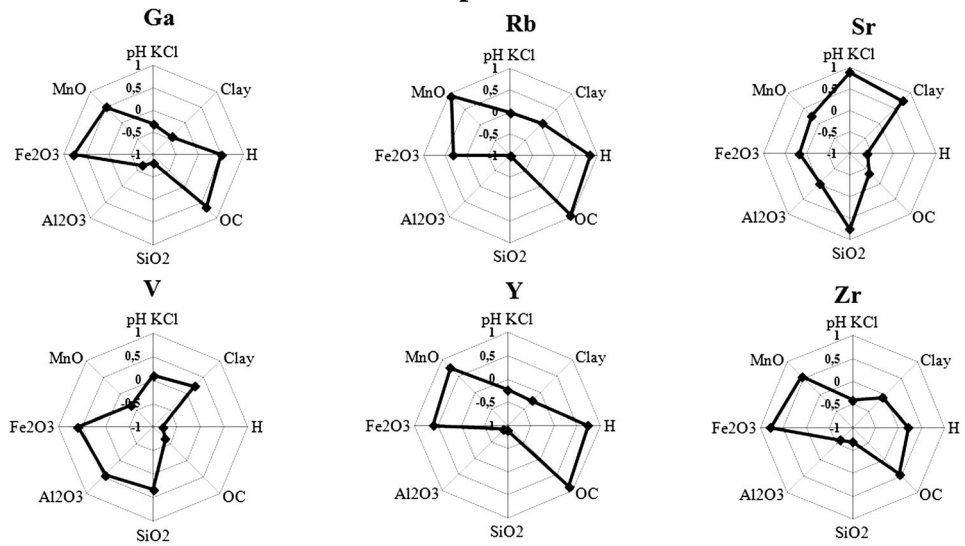 Ga
pH KCl
1
0,5
0
-0,5
-1
Clay
H
OC
SiO2
Al2O3
Fe2O3
MnO
Rb
pH KCl
1
0,5
0
-0,5
-1
Clay
H
OC
SiO2
Al2O3
Fe2O3
MnO
Sr
pH KCl
1
0,5
0
-0,5
-1
Clay
H
OC
SiO2
Al2O3
Fe2O3
MnO
V
pH KCl
1
0,5
0
-0,5
-1
Clay
H
OC
SiO2
Al2O3
Fe2O3
MnO
Y
pH KCl
1
0,5
0
-0,5
-1
Clay
H
OC
SiO2
Al2O3
Fe2O3
MnO
Zr
pH KCl
1
0,5
0
-0,5
-1
Clay
H
OC
SiO2
Al2O3
Fe2O3
MnO